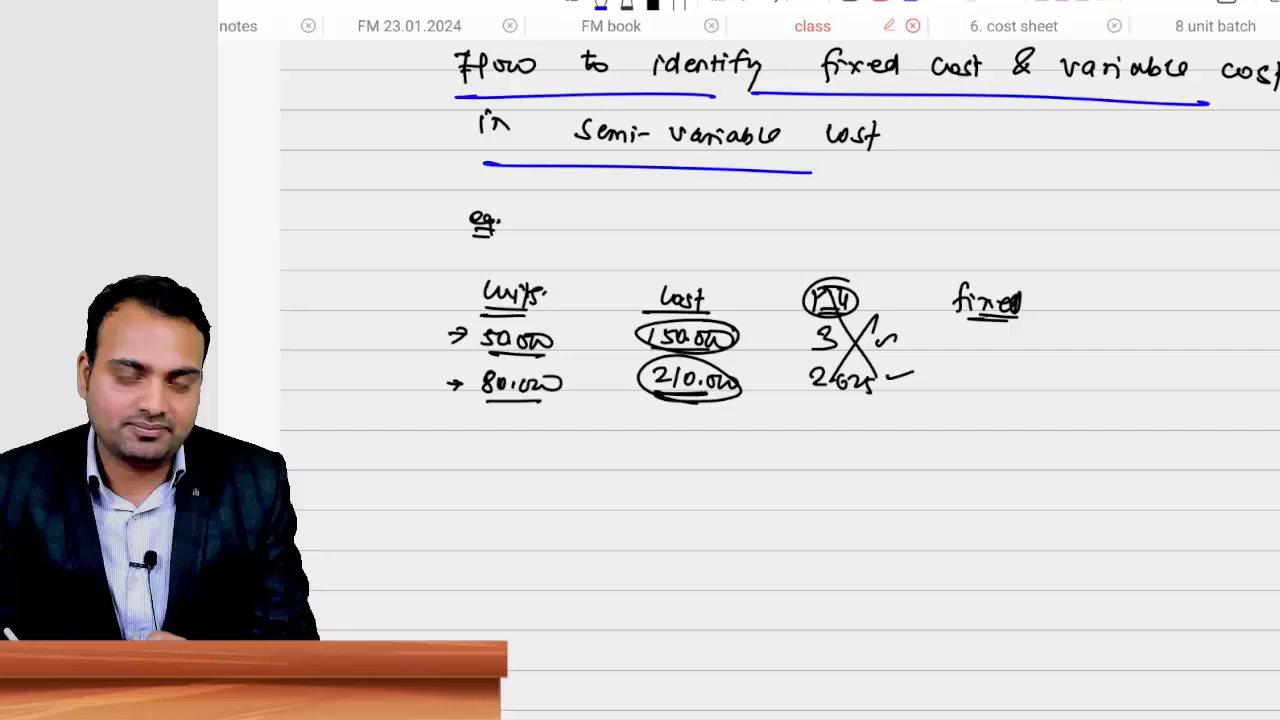 notes FM 23.01.2024 FM book class 6. cost sheet 8 unit batch
How to identify fixed cost & variable cost
in semi-variable cost
eg.
Units. Cost P.U fixed
→ 50.000 150.000 3
→ 80.000 210.000 2.625